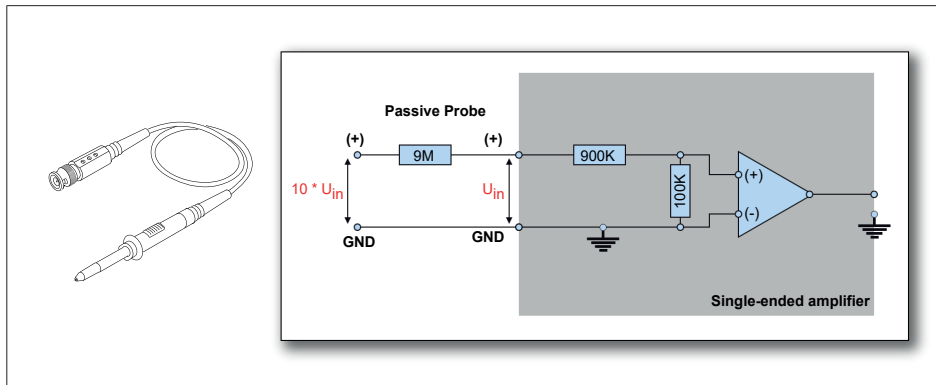 Passive Probe
(+)
(+)
9M
900K
100K
(+)
(-)
10 * Uin
Uin
GND
GND
Single-ended amplifier